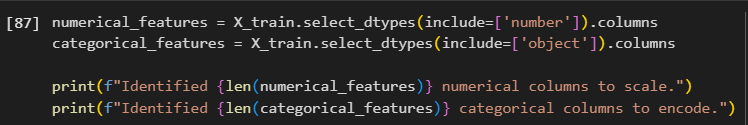 [87] numerical_features = X_train.select_dtypes(include=['number']).columns
categorical_features = X_train.select_dtypes(include=['object']).columns
print(f"Identified {len(numerical_features)} numerical columns to scale.")
print(f"Identified {len(categorical_features)} categorical columns to encode.")